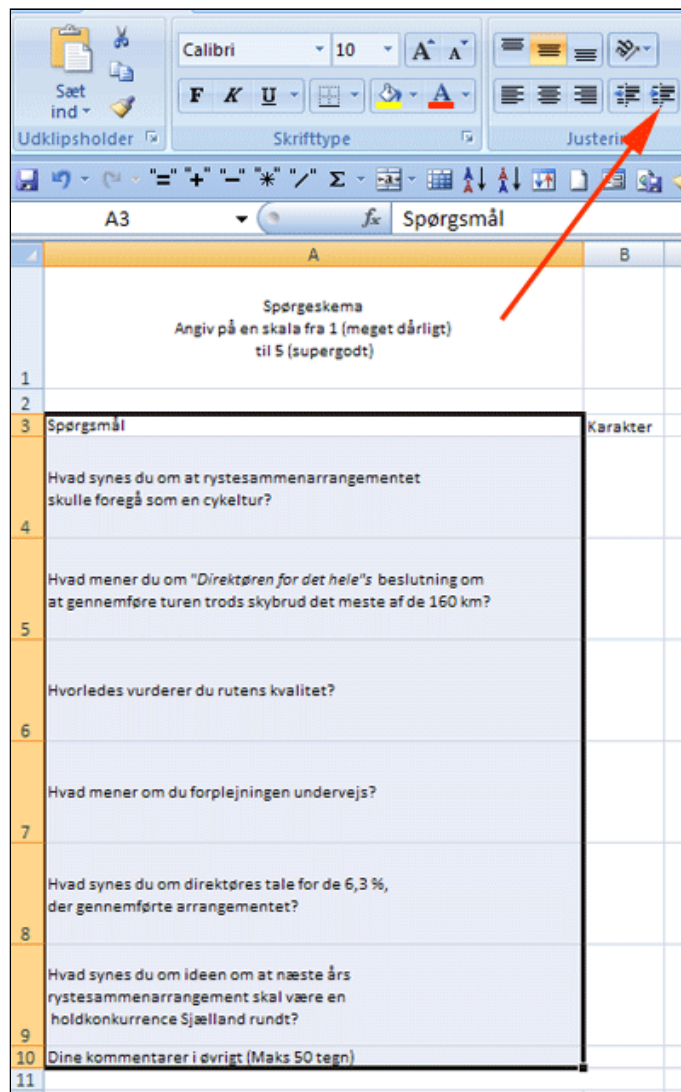 Calibri
10
A A
Sæt
ind
F K U
A
Udklipsholder
Skrifttype
Justering
"=" "+" "−" "*" "/" Σ
A3
fx
Spørgsmål
A
B
Spørgeskema
Angiv på en skala fra 1 (meget dårligt)
til 5 (supergodt)
1
2
3
Spørgsmål
Karakter
Hvad synes du om at rystesammenarrangementet
skulle foregå som en cykeltur?
4
Hvad mener du om "Direktøren for det hele"s beslutning om
at gennemføre turen trods skybrud det meste af de 160 km?
5
Hvorledes vurderer du rutens kvalitet?
6
Hvad mener om du forplejningen undervejs?
7
Hvad synes du om direktøres tale for de 6,3 %,
der gennemførte arrangementet?
8
Hvad synes du om ideen om at næste års
rystesammenarrangement skal være en
holdkonkurrence Sjælland rundt?
9
10
Dine kommentarer i øvrigt (Maks 50 tegn)
11